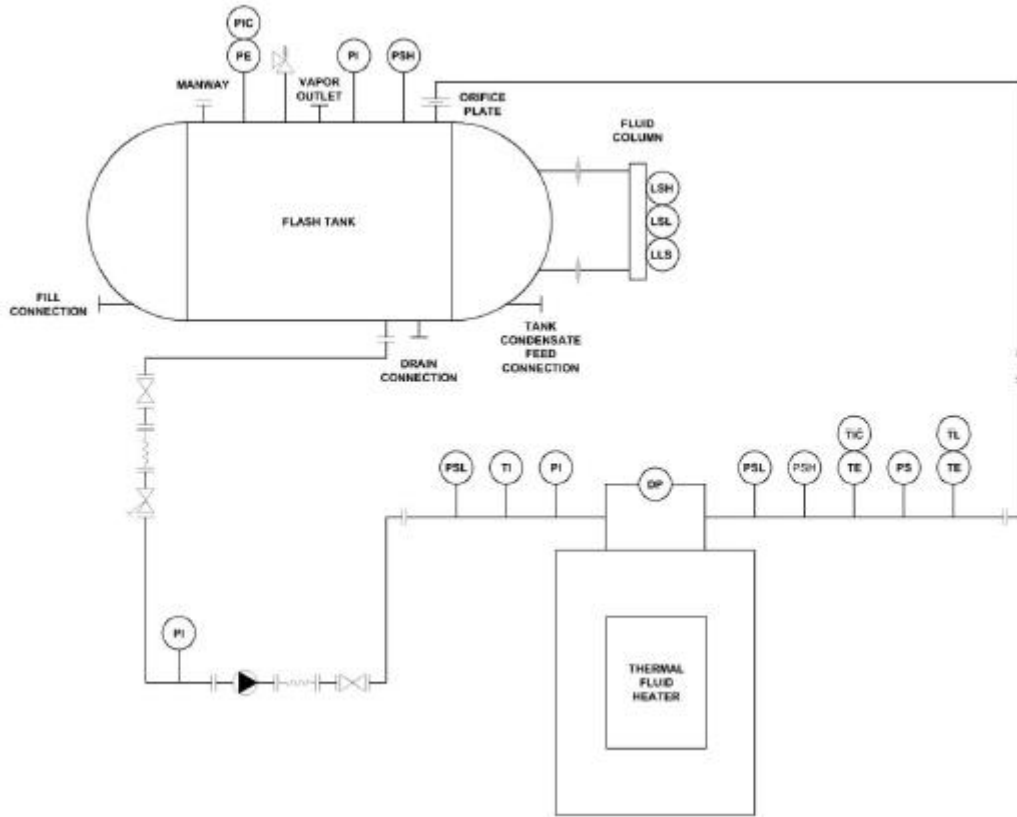 PIC
PE
PI
PSH
MANWAY
VAPOR
OUTLET
ORIFICE
PLATE
FLUID
COLUMN
LSH
LSL
LLS
FLASH TANK
FILL
CONNECTION
TANK
CONDENSATE
FEED
CONNECTION
DRAIN
CONNECTION
PSL
TI
PI
DP
PSL
PSH
TIC
TE
PS
TL
TE
PI
THERMAL
FLUID
HEATER